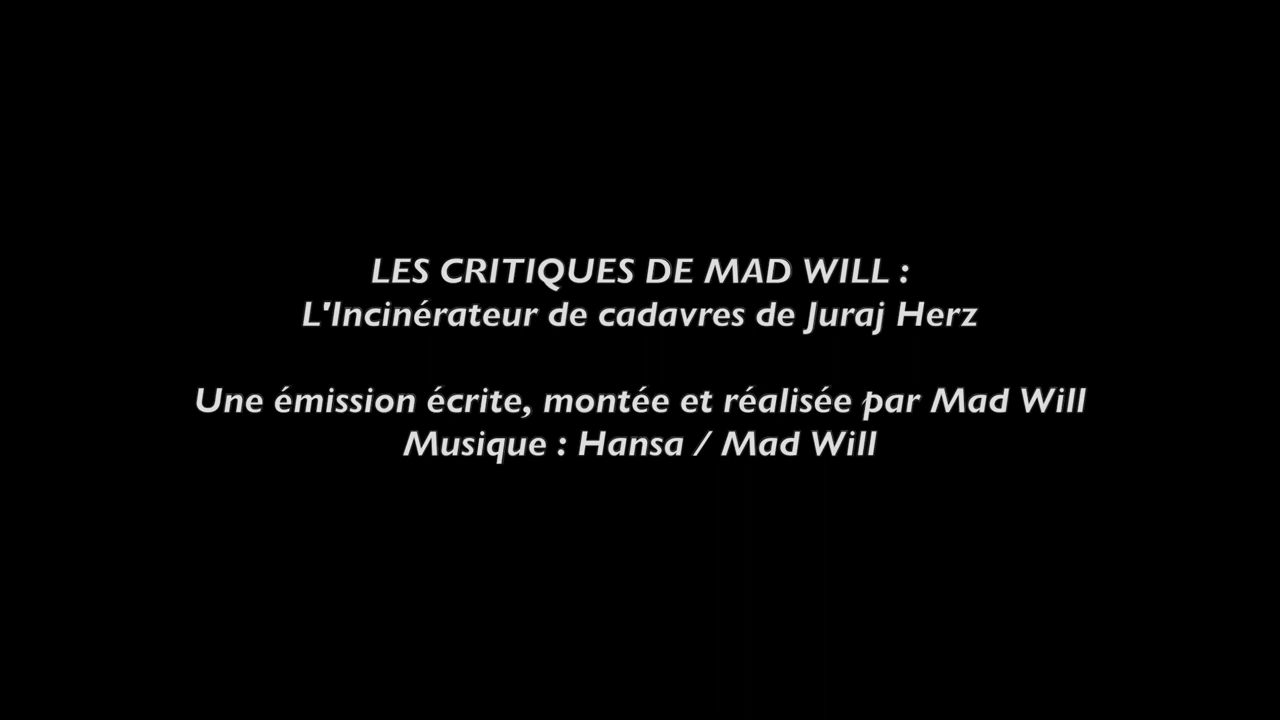 LES CRITIQUES DE MAD WILL :
L'Incinérateur de cadavres de Juraj Herz
Une émission écrite, montée et réalisée par Mad Will
Musique : Hansa / Mad Will